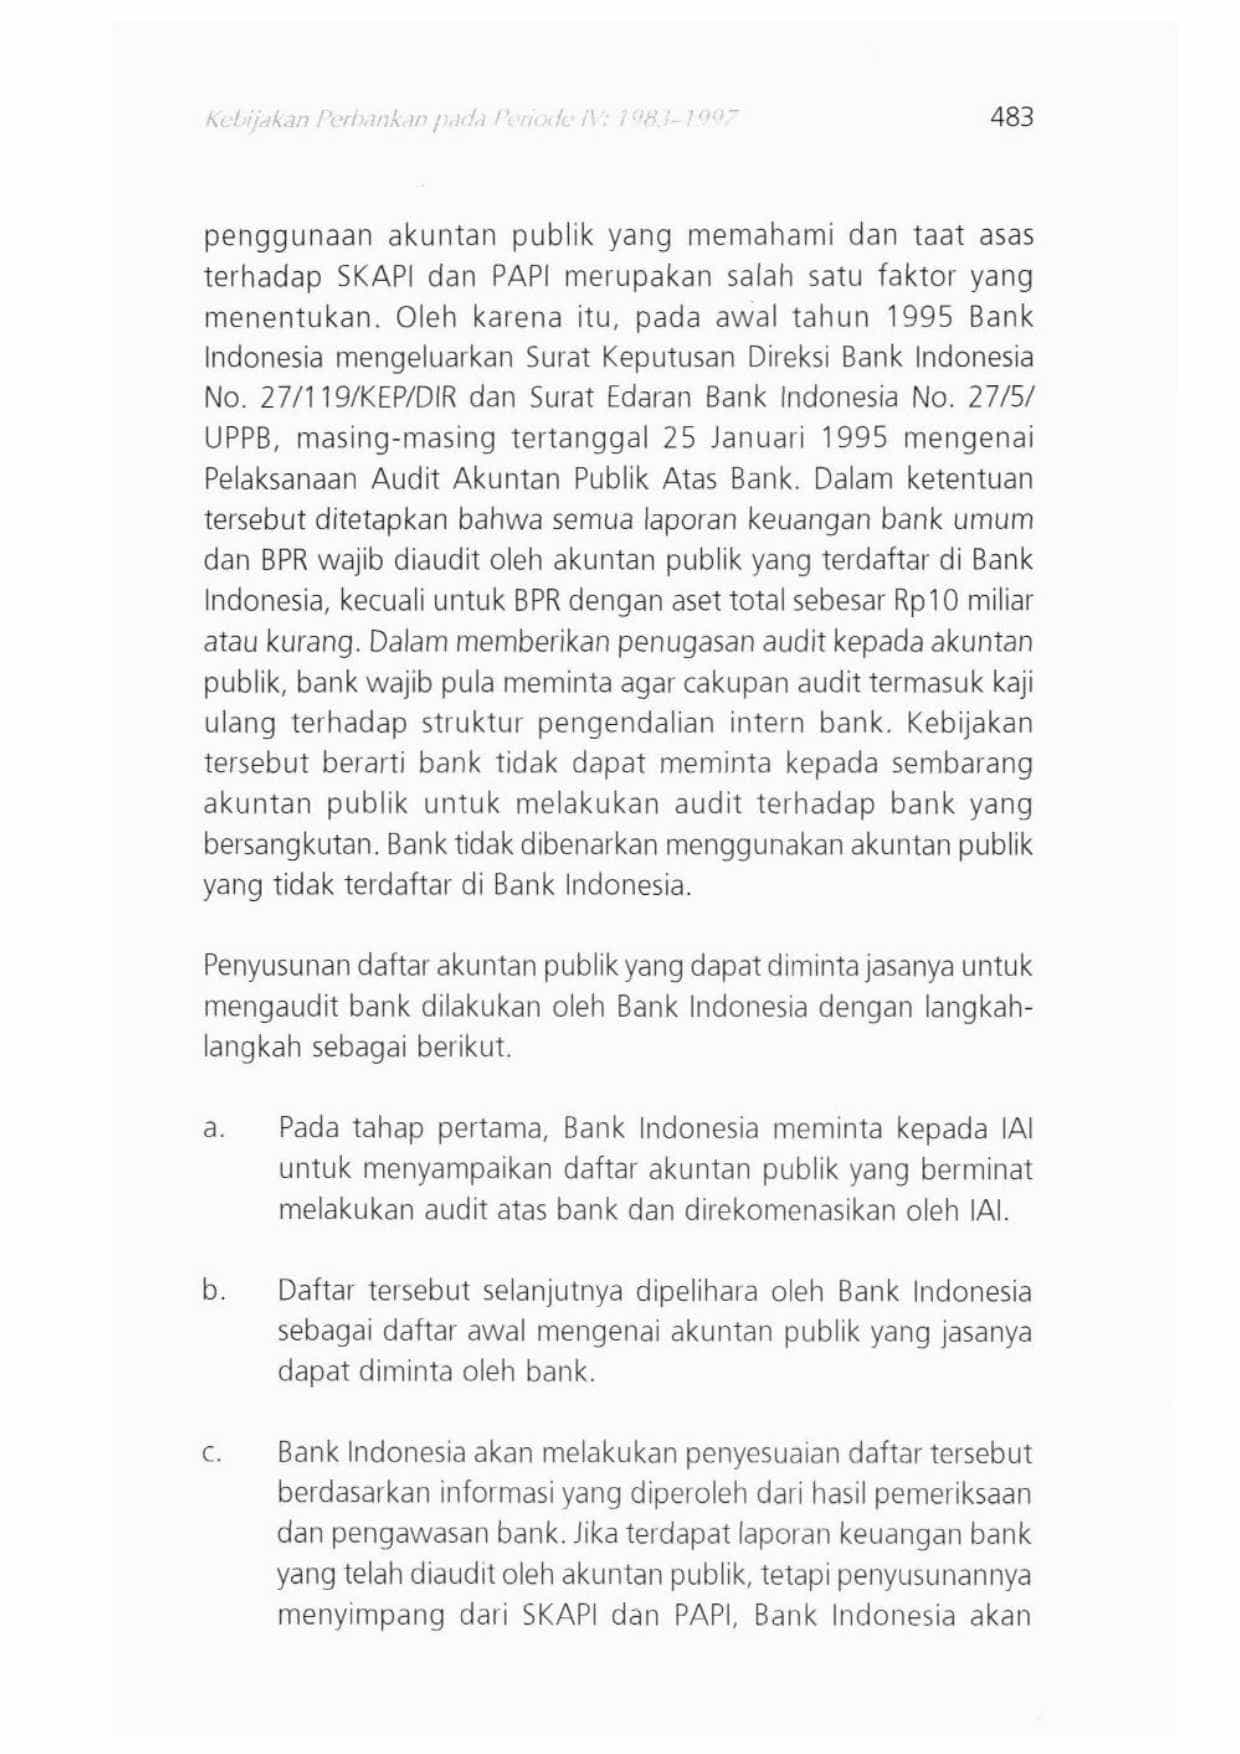 Kebijakan Perbankan pada Periode IV: 1983–1997 483
penggunaan akuntan publik yang memahami dan taat asas
terhadap SKAPI dan PAPI merupakan salah satu faktor yang
menentukan. Oleh karena itu, pada awal tahun 1995 Bank
Indonesia mengeluarkan Surat Keputusan Direksi Bank Indonesia
No. 27/119/KEP/DIR dan Surat Edaran Bank Indonesia No. 27/5/
UPPB, masing-masing tertanggal 25 Januari 1995 mengenai
Pelaksanaan Audit Akuntan Publik Atas Bank. Dalam ketentuan
tersebut ditetapkan bahwa semua laporan keuangan bank umum
dan BPR wajib diaudit oleh akuntan publik yang terdaftar di Bank
Indonesia, kecuali untuk BPR dengan aset total sebesar Rp10 miliar
atau kurang. Dalam memberikan penugasan audit kepada akuntan
publik, bank wajib pula meminta agar cakupan audit termasuk kaji
ulang terhadap struktur pengendalian intern bank. Kebijakan
tersebut berarti bank tidak dapat meminta kepada sembarang
akuntan publik untuk melakukan audit terhadap bank yang
bersangkutan. Bank tidak dibenarkan menggunakan akuntan publik
yang tidak terdaftar di Bank Indonesia.
Penyusunan daftar akuntan publik yang dapat diminta jasanya untuk
mengaudit bank dilakukan oleh Bank Indonesia dengan langkah-
langkah sebagai berikut.
a. Pada tahap pertama, Bank Indonesia meminta kepada IAI
untuk menyampaikan daftar akuntan publik yang berminat
melakukan audit atas bank dan direkomenasikan oleh IAI.
b. Daftar tersebut selanjutnya dipelihara oleh Bank Indonesia
sebagai daftar awal mengenai akuntan publik yang jasanya
dapat diminta oleh bank.
c. Bank Indonesia akan melakukan penyesuaian daftar tersebut
berdasarkan informasi yang diperoleh dari hasil pemeriksaan
dan pengawasan bank. Jika terdapat laporan keuangan bank
yang telah diaudit oleh akuntan publik, tetapi penyusunannya
menyimpang dari SKAPI dan PAPI, Bank Indonesia akan